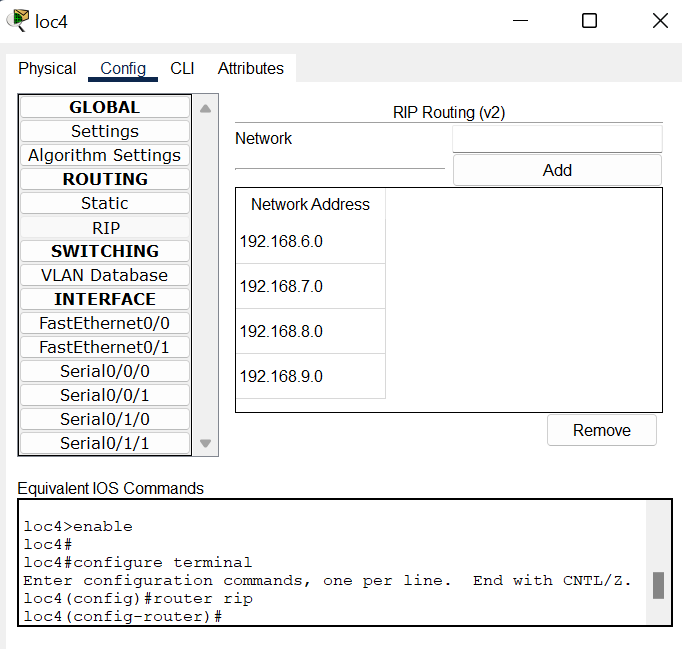 loc4
Physical Config CLI Attributes
GLOBAL
Settings
Algorithm Settings
ROUTING
Static
RIP
SWITCHING
VLAN Database
INTERFACE
FastEthernet0/0
FastEthernet0/1
Serial0/0/0
Serial0/0/1
Serial0/1/0
Serial0/1/1
RIP Routing (v2)
Network
Add
Network Address
192.168.6.0
192.168.7.0
192.168.8.0
192.168.9.0
Remove
Equivalent IOS Commands
loc4>enable
loc4#
loc4#configure terminal
Enter configuration commands, one per line.  End with CNTL/Z.
loc4(config)#router rip
loc4(config-router)#